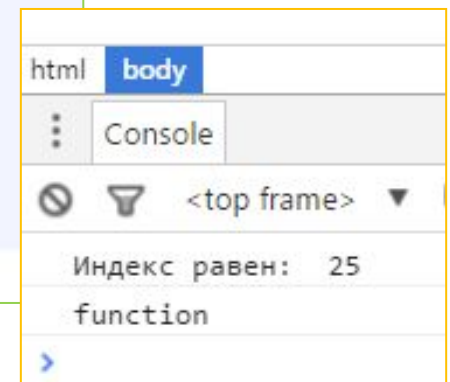 html body
Console
<top frame> ▼
Индекс равен: 25
function
>